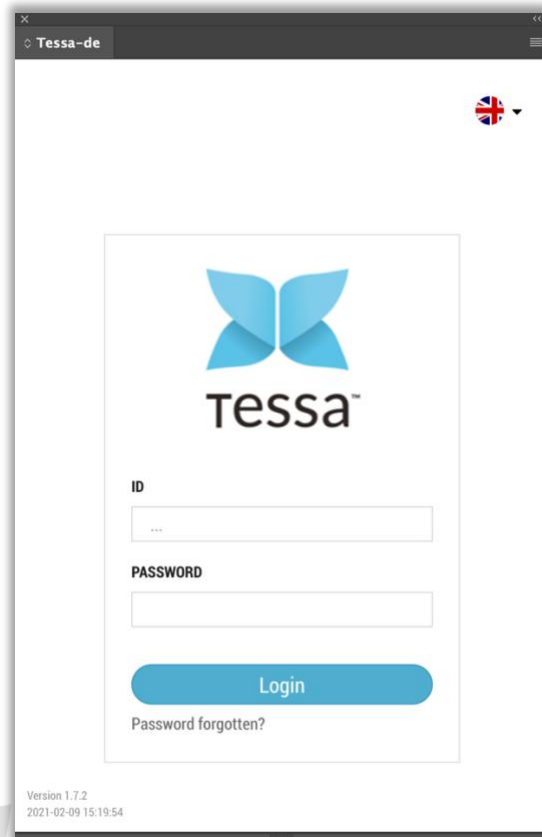 Tessa-de
Tessa™
ID
...
PASSWORD
Login
Password forgotten?
Version 1.7.2
2021-02-09 15:19:54